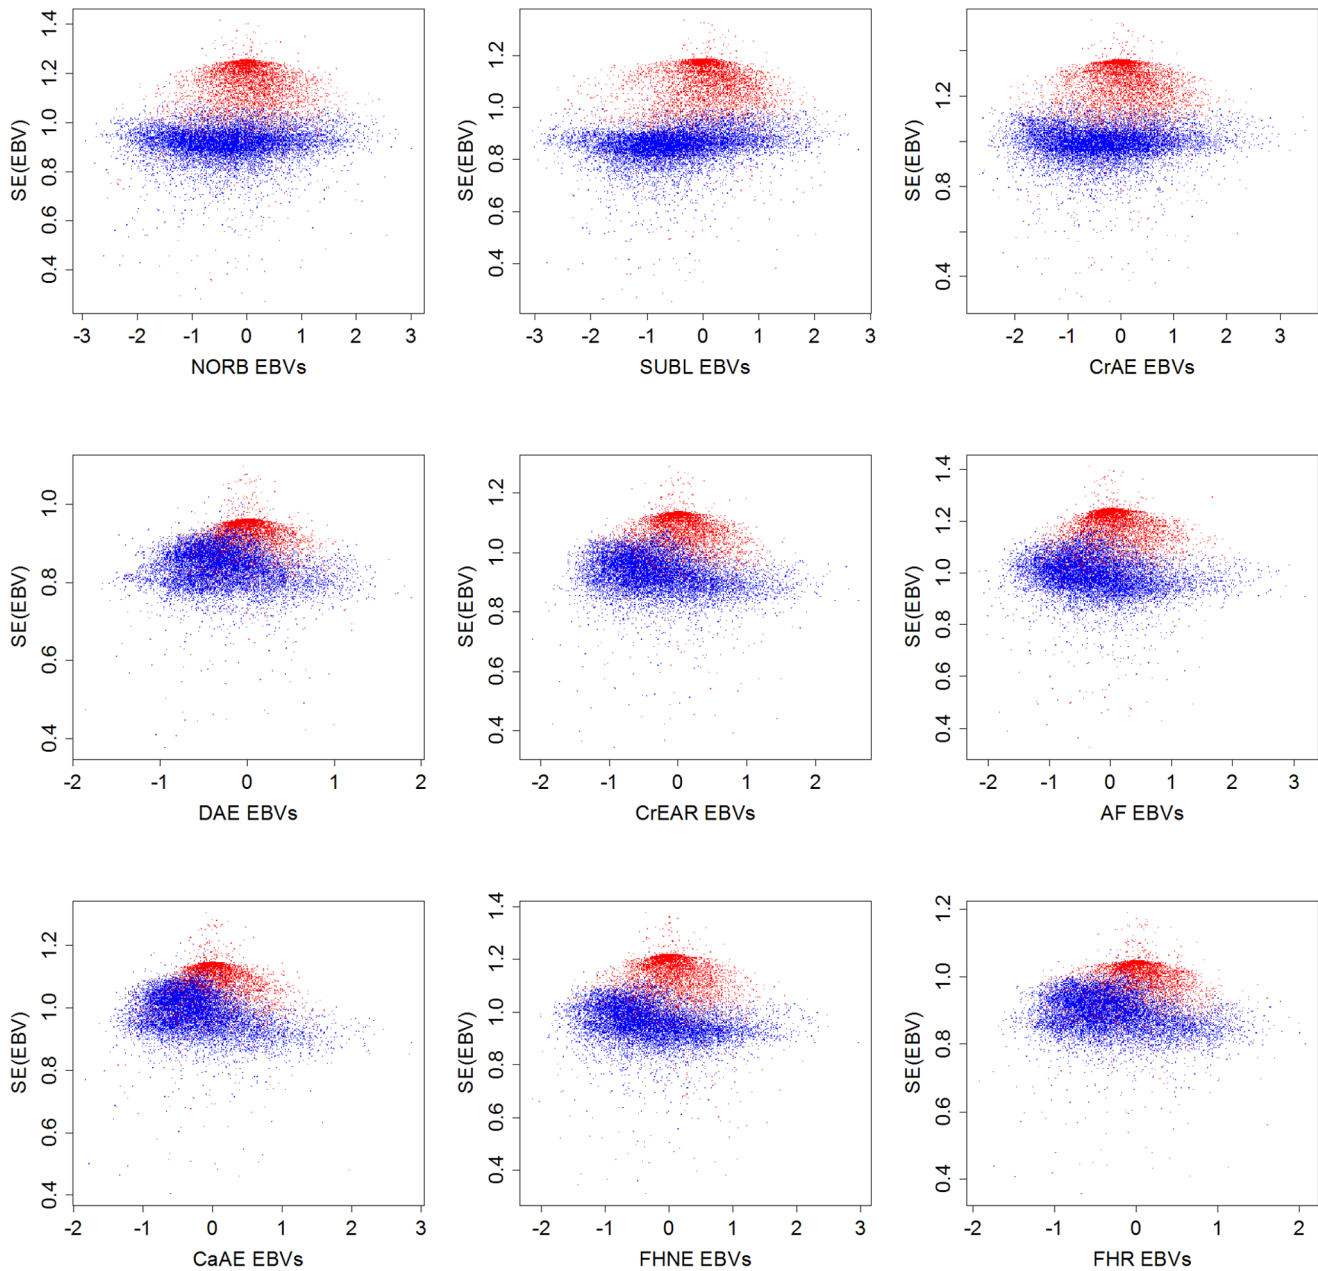 SE(EBV)
0.4 0.6 0.8 1.0 1.2 1.4
-3 -2 -1 0 1 2 3
NORB EBVs
SE(EBV)
0.4 0.6 0.8 1.0 1.2
-3 -2 -1 0 1 2 3
SUBL EBVs
SE(EBV)
0.4 0.8 1.2
-2 -1 0 1 2 3
CrAE EBVs
SE(EBV)
0.4 0.6 0.8 1.0
-2 -1 0 1 2
DAE EBVs
SE(EBV)
0.4 0.6 0.8 1.0 1.2
-2 -1 0 1 2
CrEAR EBVs
SE(EBV)
0.4 0.6 0.8 1.0 1.2 1.4
-2 -1 0 1 2 3
AF EBVs
SE(EBV)
0.4 0.6 0.8 1.0 1.2
-2 -1 0 1 2 3
CaAE EBVs
SE(EBV)
0.4 0.6 0.8 1.0 1.2 1.4
-2 -1 0 1 2 3
FHNE EBVs
SE(EBV)
0.4 0.6 0.8 1.0 1.2
-2 -1 0 1 2
FHR EBVs